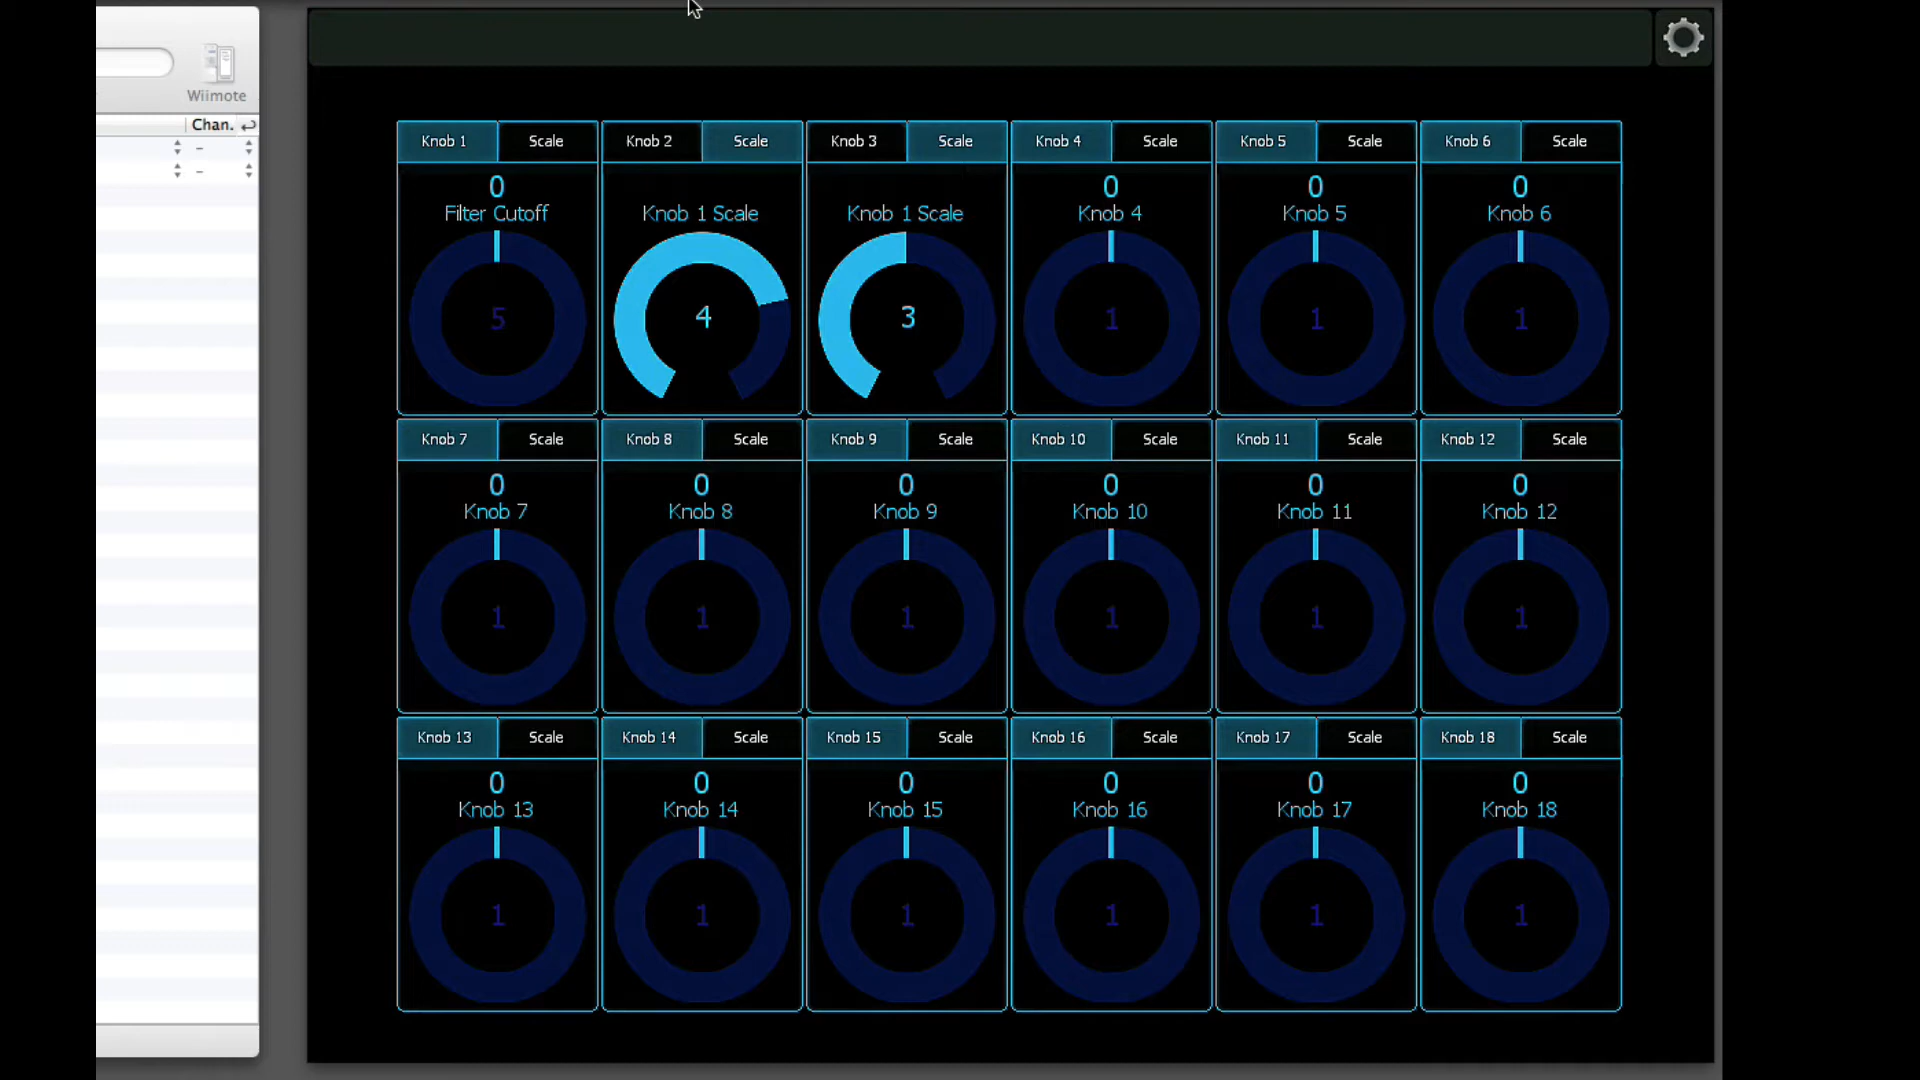 Wiimote
Chan.
–
–
Knob 1 Scale Knob 2 Scale Knob 3 Scale Knob 4 Scale Knob 5 Scale Knob 6 Scale
0 0 0 0
Filter Cutoff Knob 1 Scale Knob 1 Scale Knob 4 Knob 5 Knob 6
5 4 3 1 1 1
Knob 7 Scale Knob 8 Scale Knob 9 Scale Knob 10 Scale Knob 11 Scale Knob 12 Scale
0 0 0 0 0 0
Knob 7 Knob 8 Knob 9 Knob 10 Knob 11 Knob 12
1 1 1 1 1 1
Knob 13 Scale Knob 14 Scale Knob 15 Scale Knob 16 Scale Knob 17 Scale Knob 18 Scale
0 0 0 0 0 0
Knob 13 Knob 14 Knob 15 Knob 16 Knob 17 Knob 18
1 1 1 1 1 1